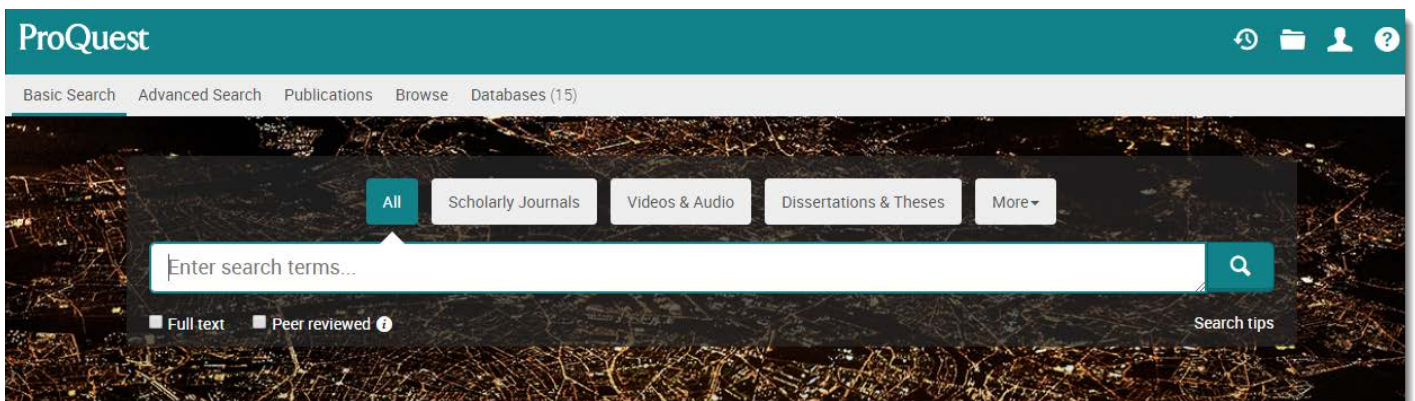 ProQuest
Basic Search Advanced Search Publications Browse Databases (15)
All Scholarly Journals Videos & Audio Dissertations & Theses More
Enter search terms...
Full text Peer reviewed Search tips